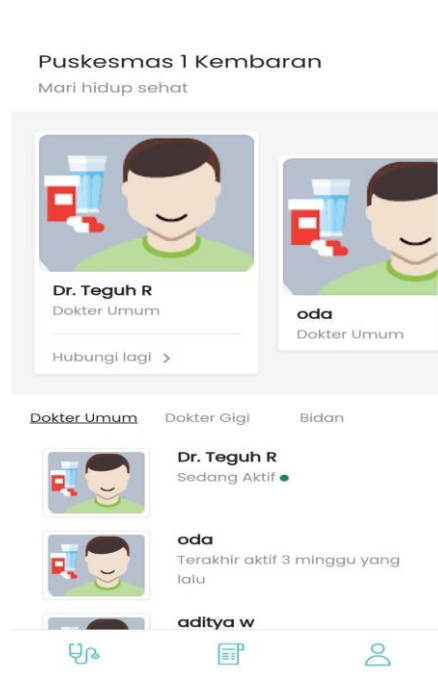 Puskesmas 1 Kembaran
Mari hidup sehat
Dr. Teguh R
Dokter Umum
Hubungi lagi
oda
Dokter Umum
Dokter Umum
Dokter Gigi
Bidan
Dr. Teguh R
Sedang Aktif
oda
Terakhir aktif 3 minggu yang
lalu
aditya w